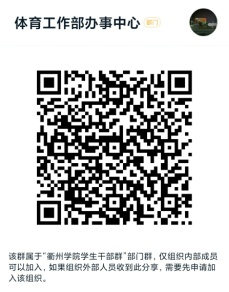 体育工作部办事中心 部门
该群属于“衢州学院学生干部群”部门群，仅组织内部成员
可以加入，如果组织外部人员收到此分享，需要先申请加
入该组织。